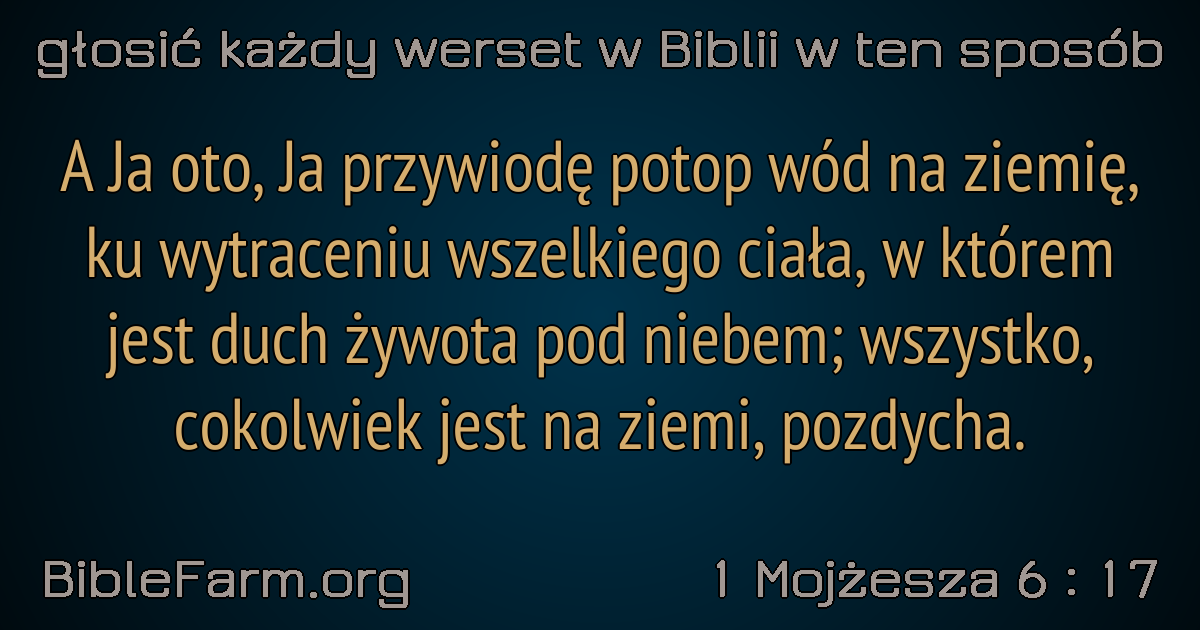 głosić każdy werset w Biblii w ten sposób
A Ja oto, Ja przywiodę potop wód na ziemię,
ku wytraceniu wszelkiego ciała, w którem
jest duch żywota pod niebem; wszystko,
cokolwiek jest na ziemi, pozdycha.
BibleFarm.org
1 Mojżesza 6 : 17